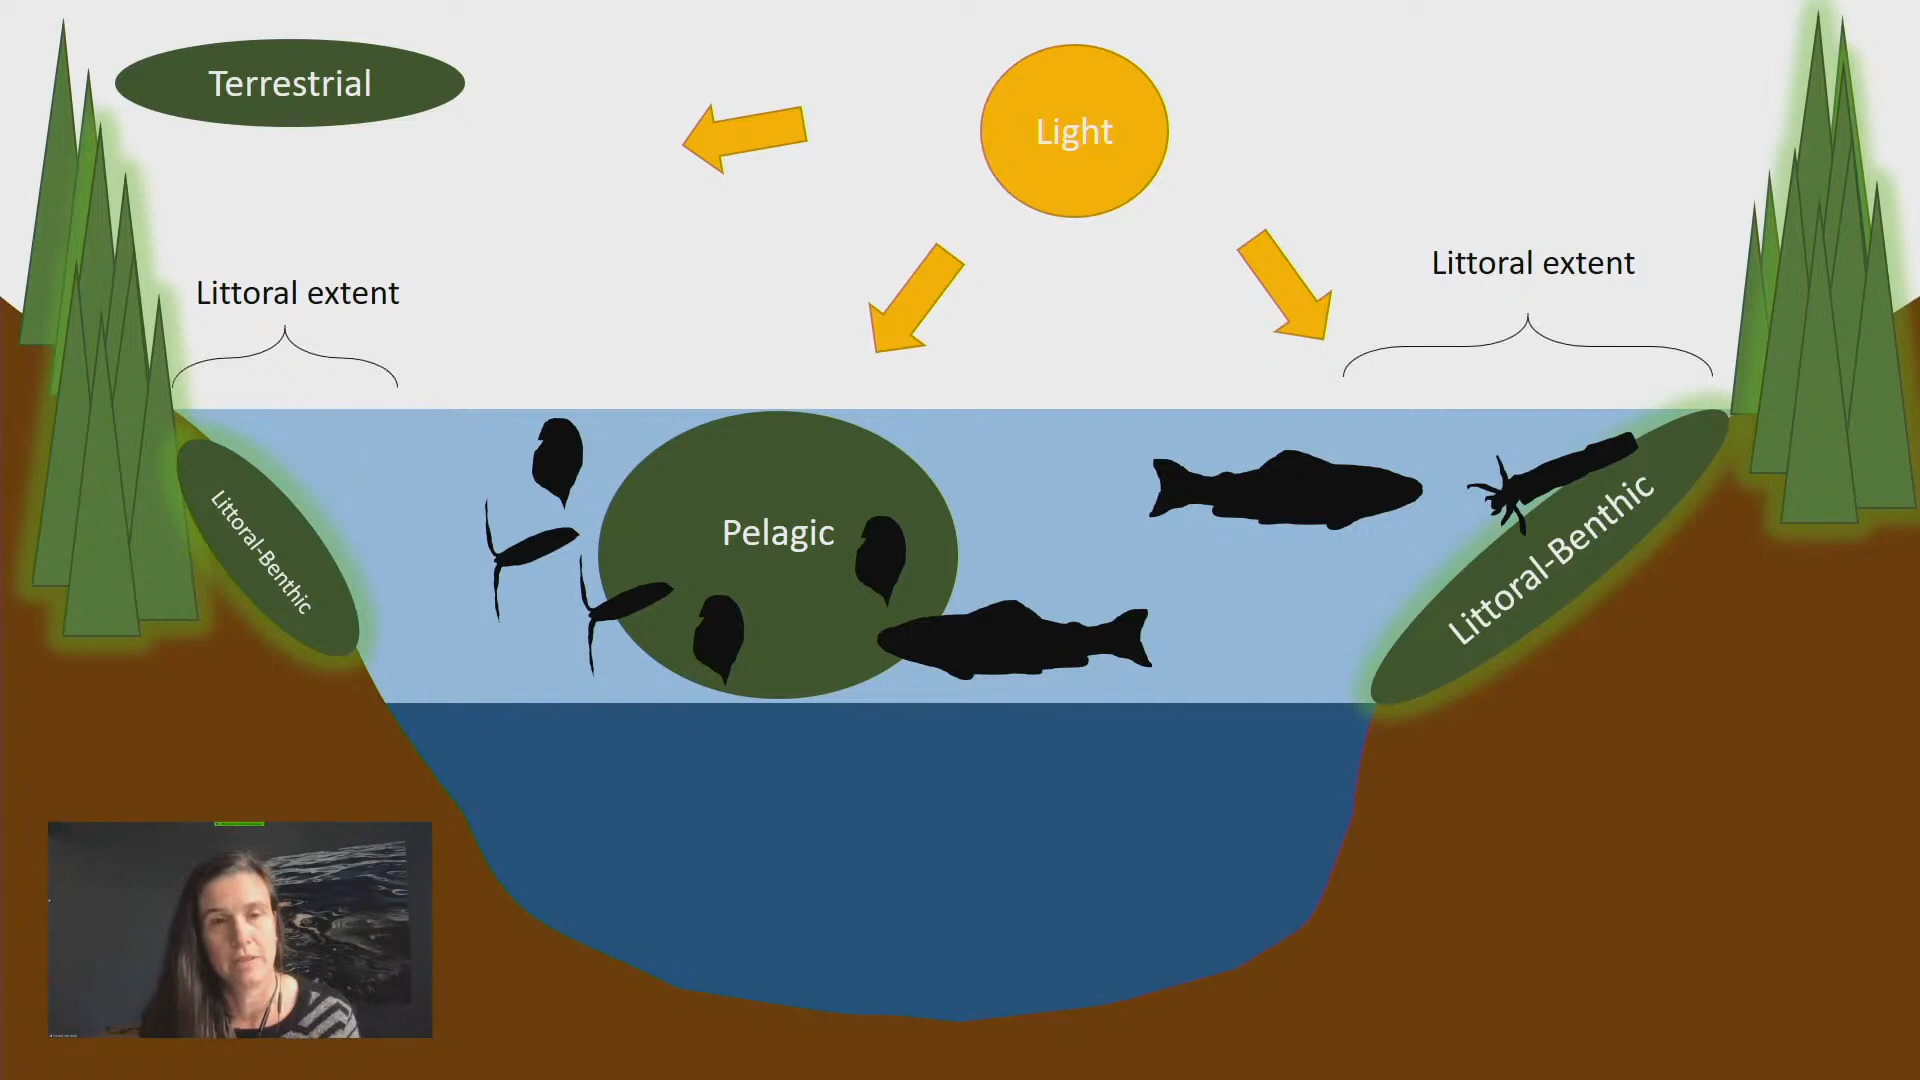 Terrestrial
Light
Littoral extent
Littoral extent
Pelagic
Littoral-Benthic
Littoral-Benthic